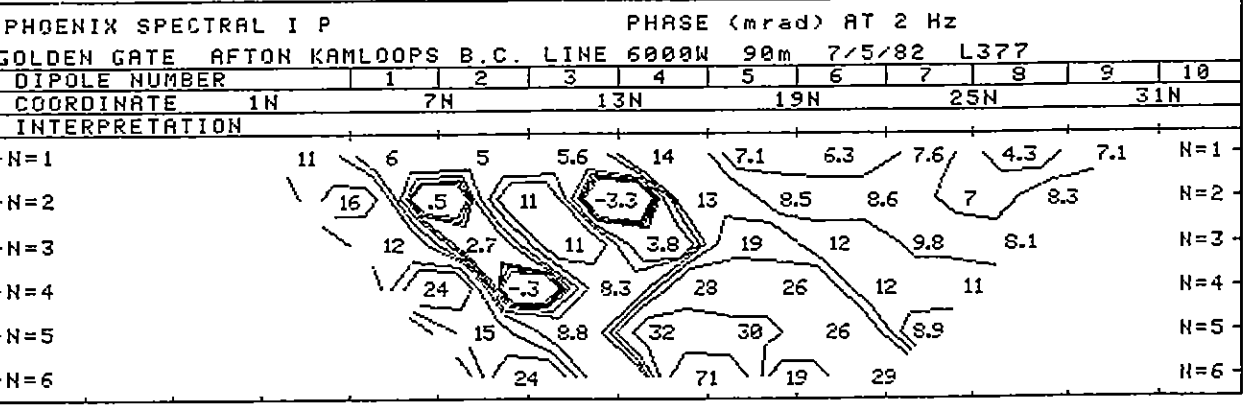 PHOENIX SPECTRAL I P PHASE (mrad) AT 2 Hz
GOLDEN GATE AFTON KAMLOOPS B.C. LINE 6000W 90m 7/5/82 L377
DIPOLE NUMBER 1 2 3 4 5 6 7 8 9 10
COORDINATE 1N 7N 13N 19N 25N 31N
INTERPRETATION
N=1 11 6 5 5.6 14 7.1 6.3 7.6 4.3 7.1 N=1
N=2 16 .5 11 -3.3 13 8.5 8.6 7 8.3 N=2
N=3 12 2.7 11 3.8 19 12 9.8 8.1 N=3
N=4 24 -.3 8.3 28 26 12 11 N=4
N=5 15 8.8 32 30 26 8.9 N=5
N=6 24 71 19 29 N=6